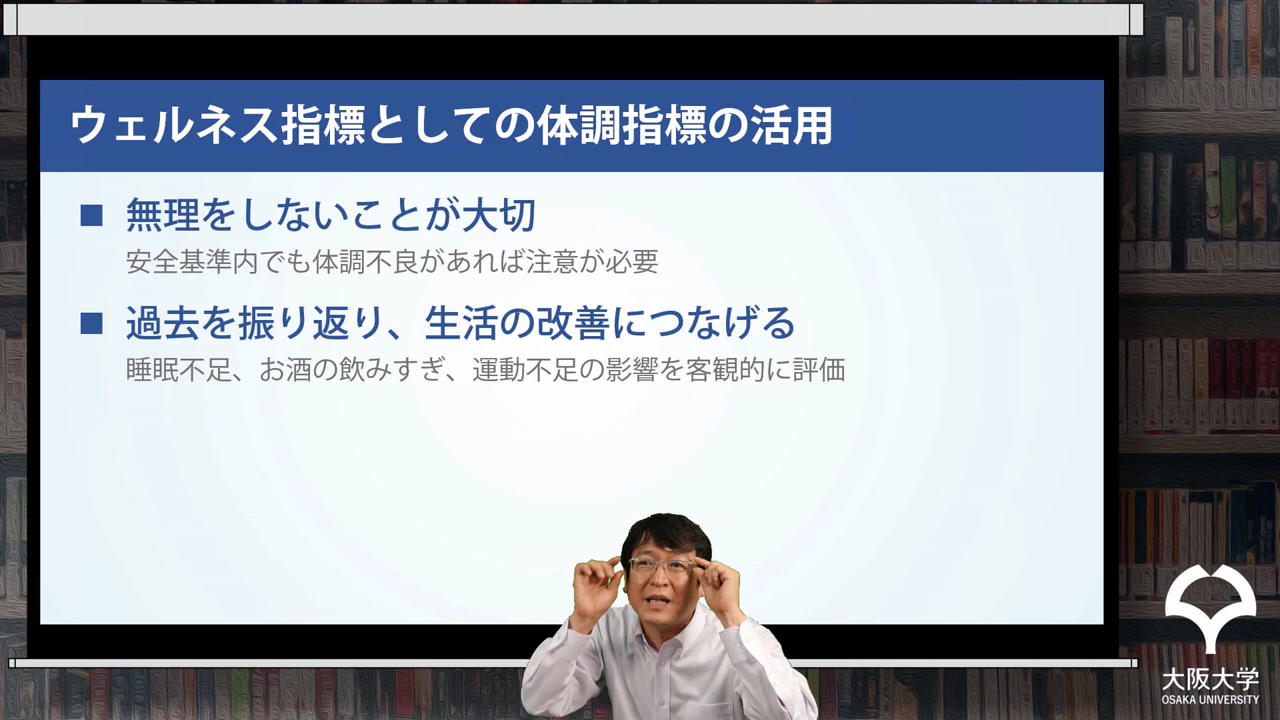 ウェルネス指標としての体調指標の活用
■ 無理をしないことが大切
安全基準内でも体調不良があれば注意が必要
■ 過去を振り返り、生活の改善につなげる
睡眠不足、お酒の飲みすぎ、運動不足の影響を客観的に評価
大阪大学
OSAKA UNIVERSITY